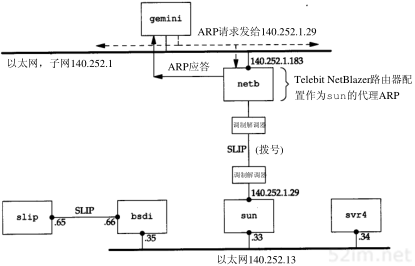 gemini
ARP请求发给140.252.1.29
以太网，子网140.252.1
ARP应答
140.252.1.183
netb
Telebit NetBlazer路由器配
置作为sun的代理ARP
调制解调器
SLIP
(拨号)
调制解调器
140.252.1.29
slip
SLIP
bsdi
sun
svr4
.65
.66
.35
.33
.34
以太网140.252.13
52im.net